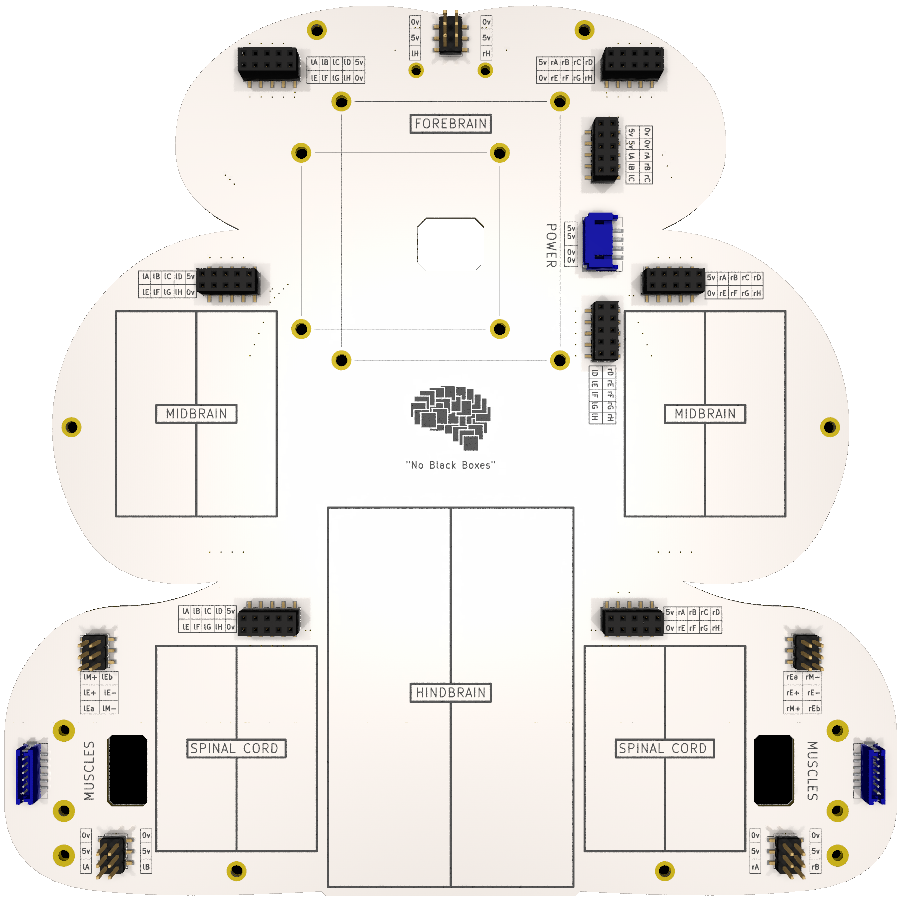 0v 0v
5v 5v
lH rH
lA lB lC lD 5v
lE lF lG lH 0v
5v rA rB rC rD
0v rE rF rG rH
FOREBRAIN
5v 5v lA lB lC
0v 0v rA rB rC
POWER
5v
5v
0v
0v
lA lB lC lD 5v
lE lF lG lH 0v
5v rA rB rC rD
0v rE rF rG rH
lD lE lF lG lH
rD rE rF rG rH
MIDBRAIN
MIDBRAIN
"No Black Boxes"
lA lB lC lD 5v
lE lF lG lH 0v
5v rA rB rC rD
0v rE rF rG rH
lM+ lEb
lE+ lE-
lEa lM-
rEa rM-
rE+ rE-
rM+ rEb
HINDBRAIN
SPINAL CORD
SPINAL CORD
MUSCLES
MUSCLES
0v 0v
5v 5v
lA lB
0v 0v
5v 5v
rA rB